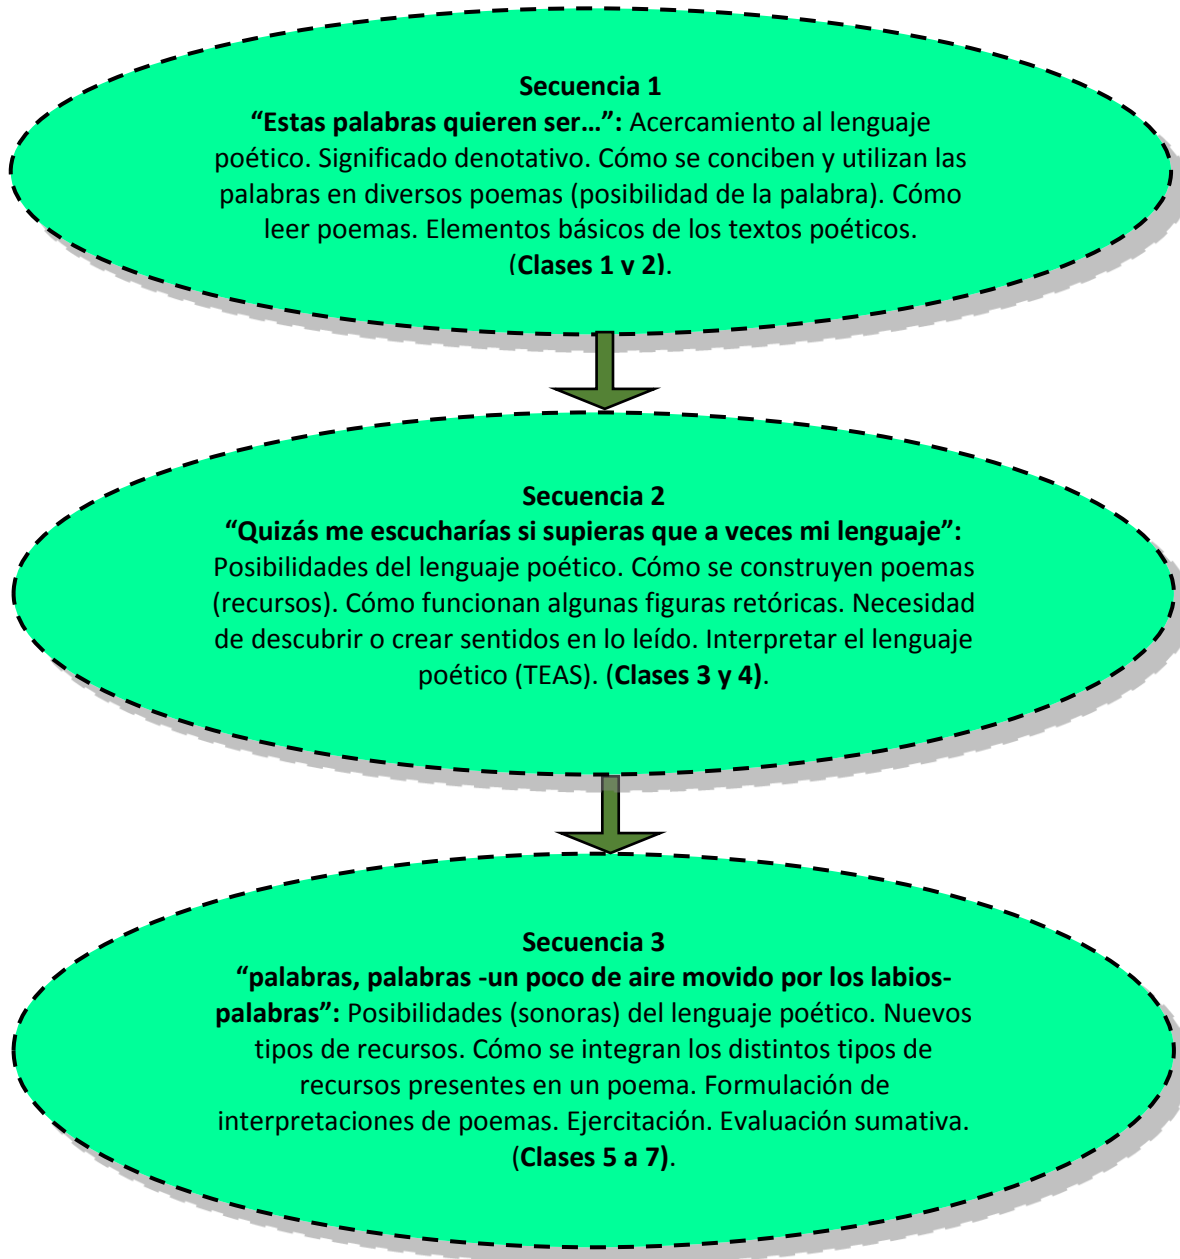 Secuencia 1
“Estas palabras quieren ser…”: Acercamiento al lenguaje
poético. Significado denotativo. Cómo se conciben y utilizan las
palabras en diversos poemas (posibilidad de la palabra). Cómo
leer poemas. Elementos básicos de los textos poéticos.
(Clases 1 y 2).
Secuencia 2
“Quizás me escucharías si supieras que a veces mi lenguaje”:
Posibilidades del lenguaje poético. Cómo se construyen poemas
(recursos). Cómo funcionan algunas figuras retóricas. Necesidad
de descubrir o crear sentidos en lo leído. Interpretar el lenguaje
poético (TEAS). (Clases 3 y 4).
Secuencia 3
“palabras, palabras -un poco de aire movido por los labios-
palabras”: Posibilidades (sonoras) del lenguaje poético. Nuevos
tipos de recursos. Cómo se integran los distintos tipos de
recursos presentes en un poema. Formulación de
interpretaciones de poemas. Ejercitación. Evaluación sumativa.
(Clases 5 a 7).